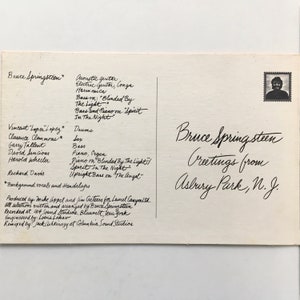 Bruce Springsteen* Acoustic Guitar
Electric Guitar, Congas
Harmonica
Bass on "Blinded By
The Light"
Bass and Piano on "Spirit
In The Night"
Vincent "Loper" Lopez* Drums
Clarence Clemons* Sax
Garry Tallent Bass
David Sancious Piano, Organ
Harold Wheeler Piano on "Blinded By The Light"/
Spirit In The Night"
Richard Davis Upright Bass on "The Angel"
*Background vocals and Handclaps
Produced by Mike Appel and Jim Cretecos for Laurel Canyon Ltd.
All selections written and arranged by Bruce Springsteen
Recorded at 914 Sound Studios, Blauvelt, New York
Engineered by Louis Lahav
Remixed by Jack Ashkinazy at Columbia Sound Studios
Bruce Springsteen
Greetings from
Asbury Park, N.J.